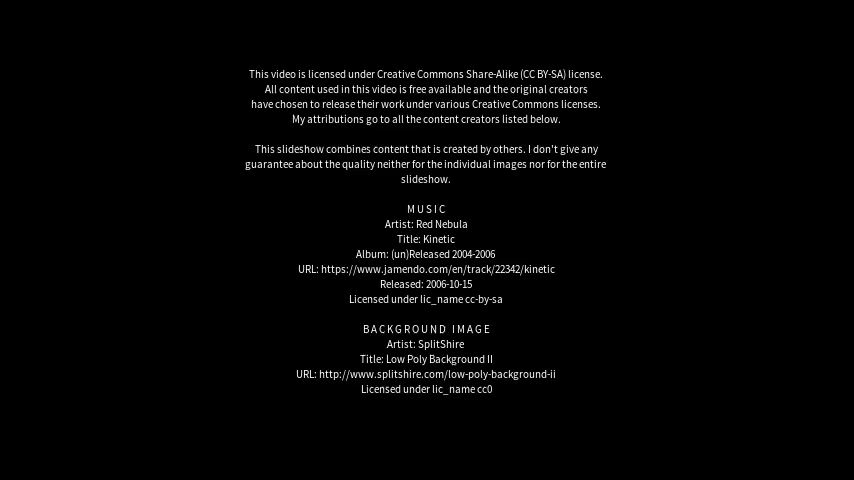 This video is licensed under Creative Commons Share-Alike (CC BY-SA) license.
All content used in this video is free available and the original creators
have chosen to release their work under various Creative Commons licenses.
My attributions go to all the content creators listed below.
This slideshow combines content that is created by others. I don't give any
guarantee about the quality neither for the individual images nor for the entire
slideshow.
MUSIC
Artist: Red Nebula
Title: Kinetic
Album: (un)Released 2004-2006
URL: https://www.jamendo.com/en/track/22342/kinetic
Released: 2006-10-15
Licensed under lic_name cc-by-sa
BACKGROUND IMAGE
Artist: SplitShire
Title: Low Poly Background II
URL: http://www.splitshire.com/low-poly-background-ii
Licensed under lic_name cc0